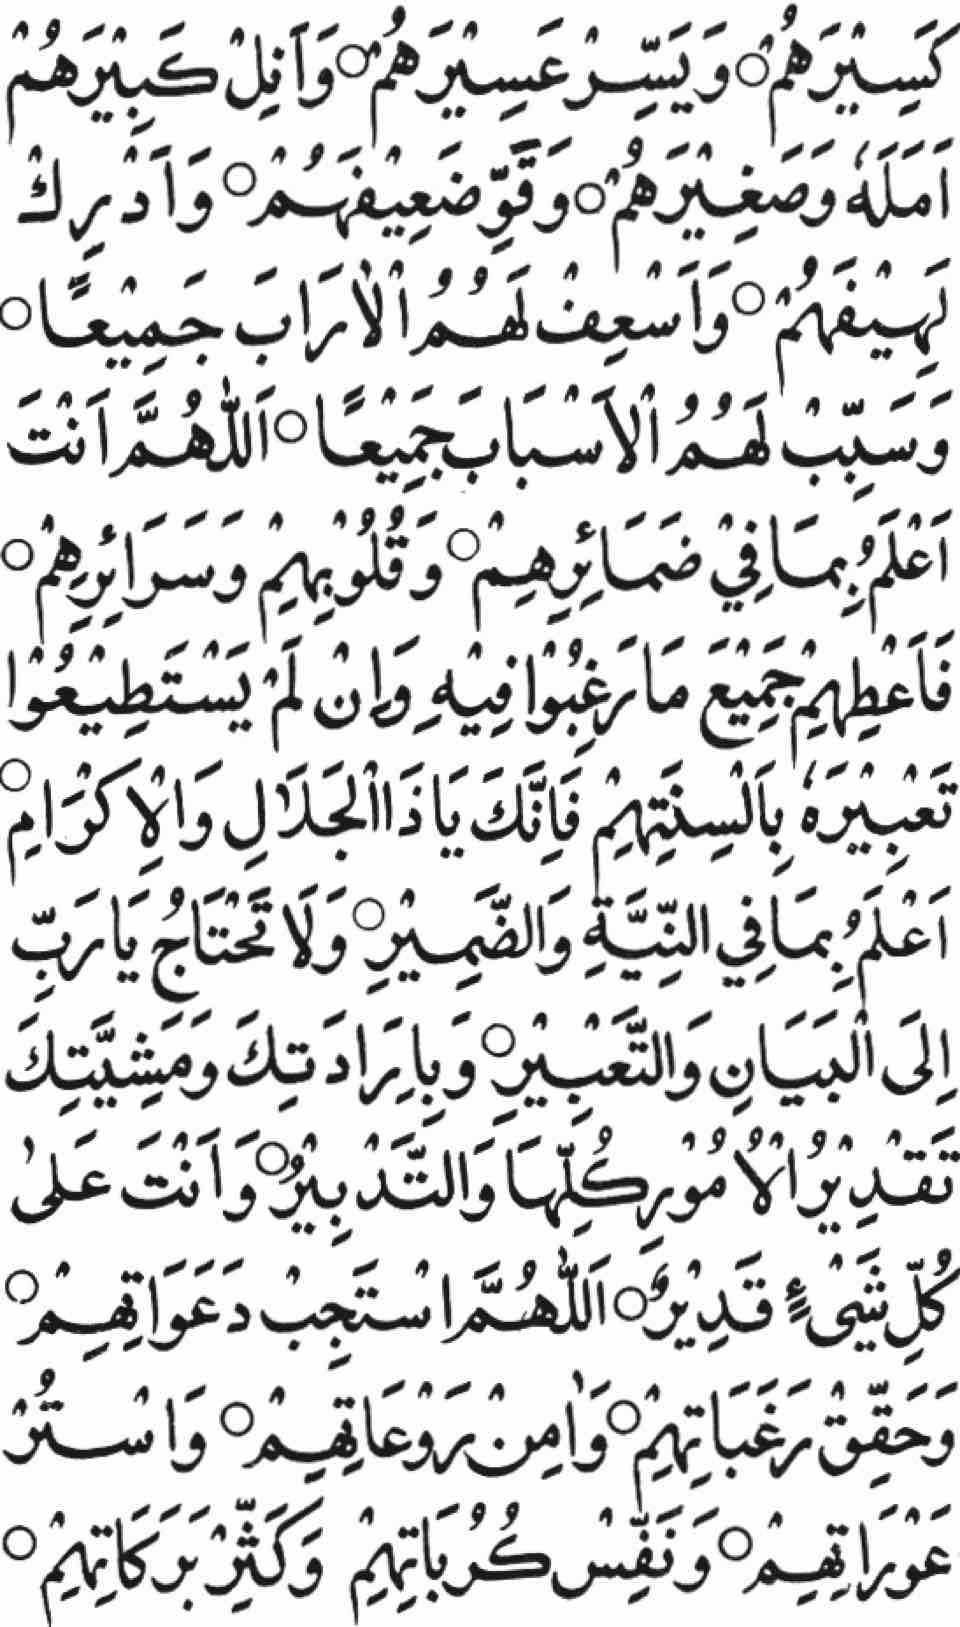 كَسِيْرَهُمْ○ وَيَسِّرْ عَسِيْرَهُمْ○ وَاَنِلْ كَبِيْرَهُمْ
اَمَلَهٗ وَصَغِيْرَهُمْ○ وَقَوِّ ضَعِيْفَهُمْ○ وَاَدْرِكْ
لَهِيْفَهُمْ○ وَاَسْعِفْ لَهُمُ الْاٰرَابَ جَمِيْعًا○
وَسَبِّبْ لَهُمُ الْاَسْبَابَ جَمِيْعًا○ اَللّٰهُمَّ اَنْتَ
اَعْلَمُ بِمَا فِيْ ضَمَائِرِهِمْ○ وَقُلُوْبِهِمْ وَسَرَائِرِهِمْ○
فَاَعْطِهِمْ جَمِيْعَ مَا رَغِبُوْا فِيْهِ وَاِنْ لَمْ يَسْتَطِيْعُوْا
تَعْبِيْرَهٗ بِاَلْسِنَتِهِمْ فَاِنَّكَ يَا ذَا الْجَلَالِ وَالْاِكْرَامِ○
اَعْلَمُ بِمَا فِي النِّيَّةِ وَالضَّمِيْرِ○ وَلَا تَحْتَاجُ يَا رَبِّ
اِلَى الْبَيَانِ وَالتَّعْبِيْرِ○ وَبِاِرَادَتِكَ وَمَشِيَّتِكَ
تَقْدِيْرُ الْاُمُوْرِ كُلِّهَا وَالتَّدْبِيْرُ○ وَاَنْتَ عَلٰى
كُلِّ شَيْءٍ قَدِيْرٌ○ اَللّٰهُمَّ اسْتَجِبْ دَعَوَاتِهِمْ○
وَحَقِّقْ رَغَبَاتِهِمْ○ وَاٰمِنْ رَوْعَاتِهِمْ○ وَاسْتُرْ
عَوْرَاتِهِمْ○ وَنَفِّسْ كُرُبَاتِهِمْ وَكَثِّرْ بَرَكَاتِهِمْ○